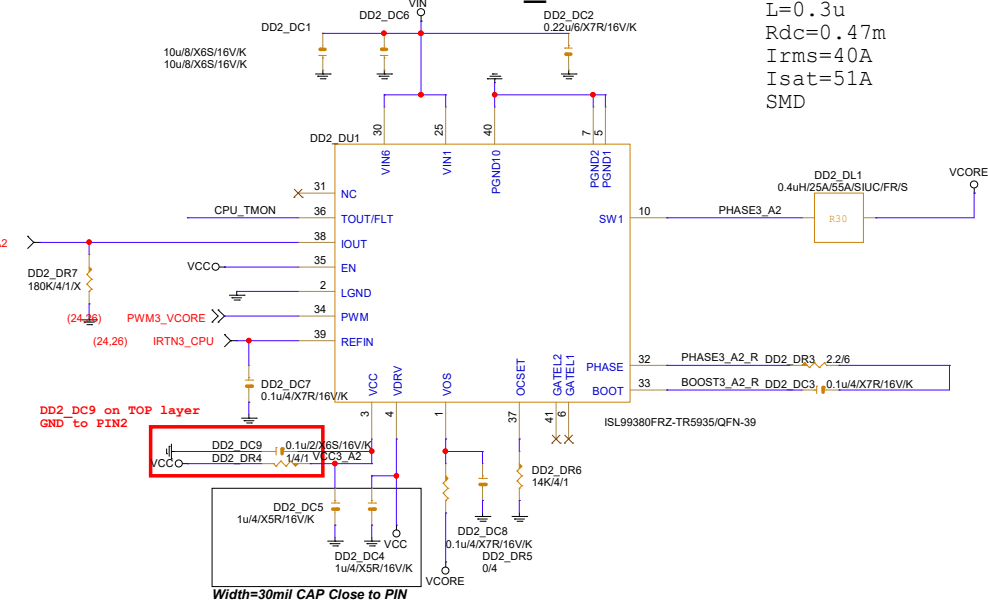 VIN
DD2_DC6
DD2_DC1
DD2_DC2
0.22u/6/X7R/16V/K
10u/8/X6S/16V/K
10u/8/X6S/16V/K
L=0.3u
Rdc=0.47m
Irms=40A
Isat=51A
SMD
DD2_DU1
30
25
40
7
5
VIN6
VIN1
PGND10
PGND2
PGND1
31
NC
CPU_TMON
36
TOUT/FLT
A2
38
IOUT
VCC
35
EN
2
LGND
PWM3_VCORE
34
PWM
(24,26)
(24,26)
IRTN3_CPU
39
REFIN
DD2_DR7
180K/4/1/X
SW1
10
PHASE3_A2
DD2_DL1
0.4uH/25A/55A/SIUC/FR/S
R30
VCORE
PHASE
32
PHASE3_A2_R
DD2_DR3
2.2/6
BOOT
33
BOOST3_A2_R
DD2_DC3
0.1u/4/X7R/16V/K
VCC
VDRV
VOS
OCSET
GATEL2
GATEL1
3
4
1
37
41
6
ISL99380FRZ-TR5935/QFN-39
DD2_DC7
0.1u/4/X7R/16V/K
DD2_DC9 on TOP layer
GND to PIN2
DD2_DC9
0.1u/2/X6S/16V/K
VCC
DD2_DR4
1/4/1
VCC3_A2
DD2_DC5
1u/4/X5R/16V/K
DD2_DC4
1u/4/X5R/16V/K
VCC
DD2_DR6
14K/4/1
DD2_DC8
0.1u/4/X7R/16V/K
DD2_DR5
0/4
VCORE
Width=30mil CAP Close to PIN